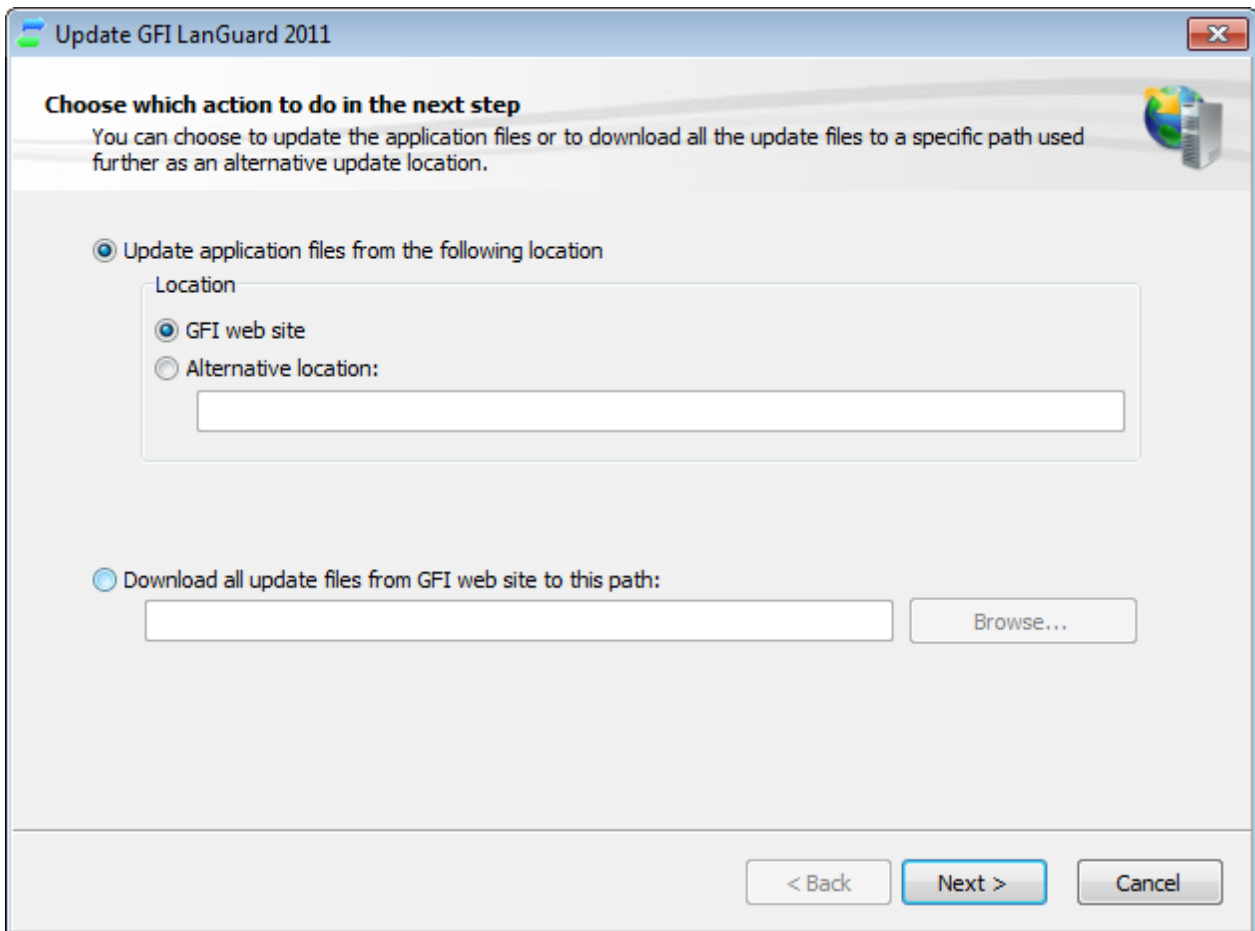 Update GFI LanGuard 2011
Choose which action to do in the next step
You can choose to update the application files or to download all the update files to a specific path used
further as an alternative update location.
Update application files from the following location
Location
GFI web site
Alternative location:
Download all update files from GFI web site to this path:
Browse...
< Back
Next >
Cancel